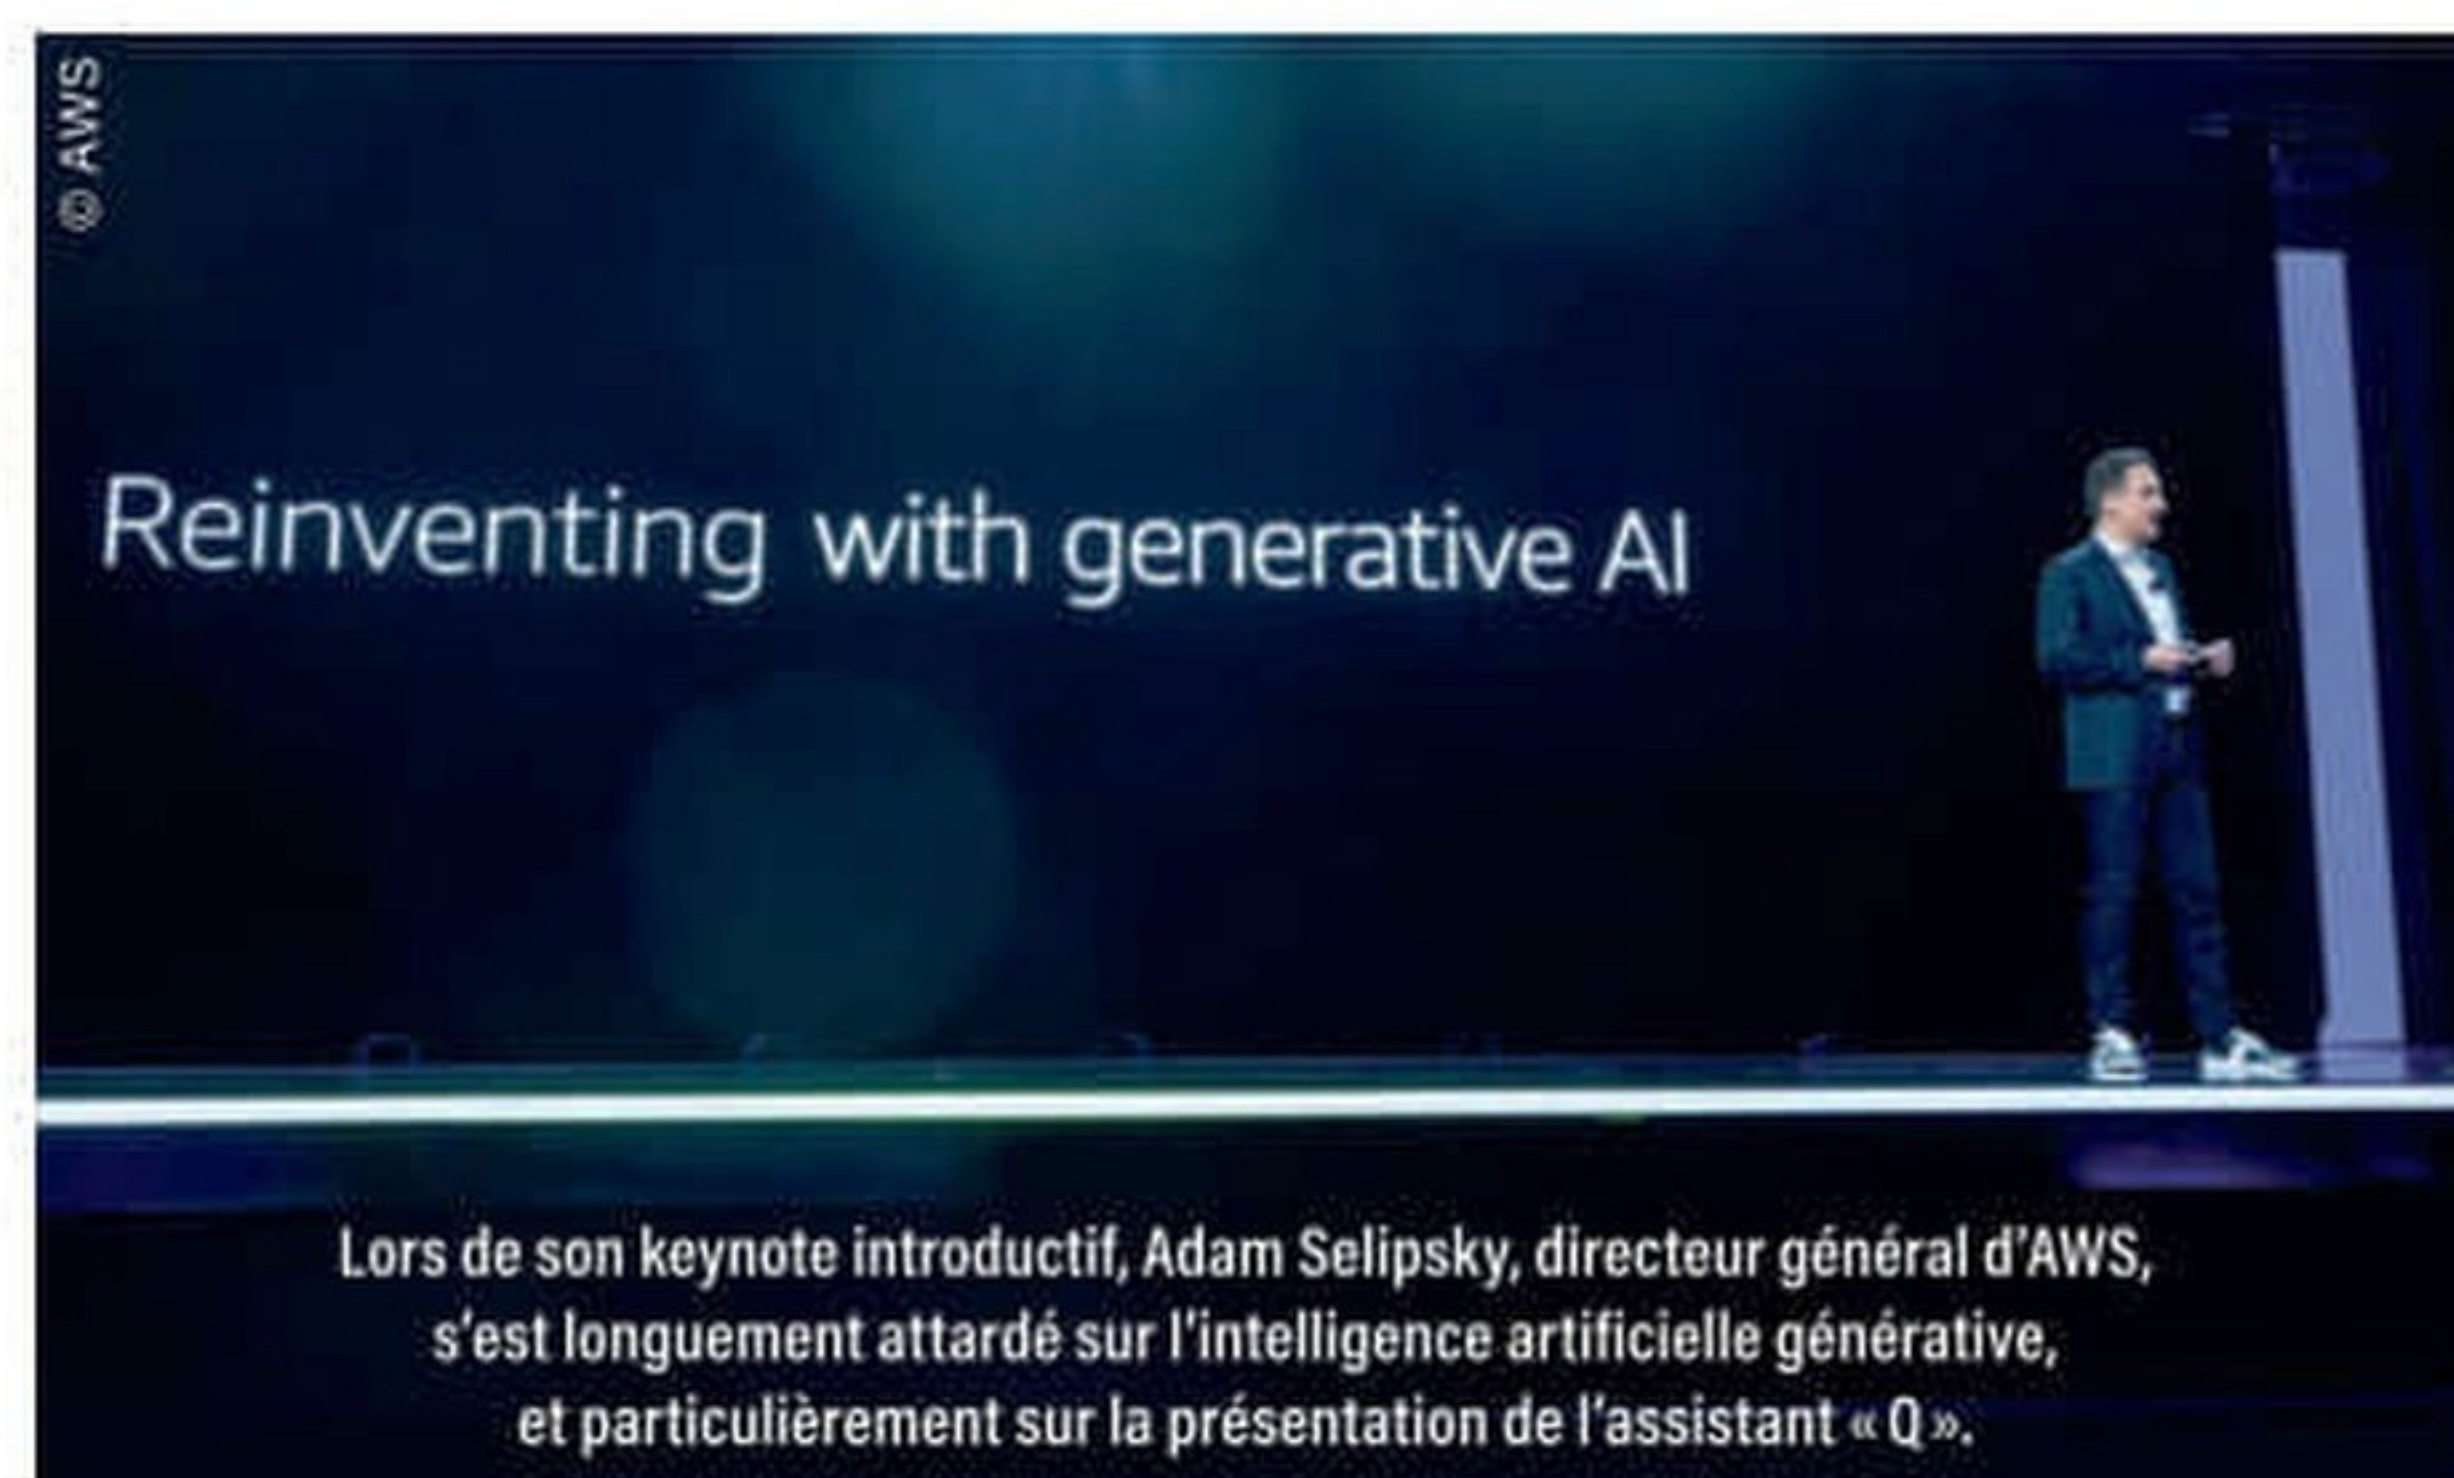 © AWS
Reinventing with generative AI
Lors de son keynote introductif, Adam Selipsky, directeur général d'AWS,
s'est longuement attardé sur l'intelligence artificielle générative,
et particulièrement sur la présentation de l'assistant « Q ».